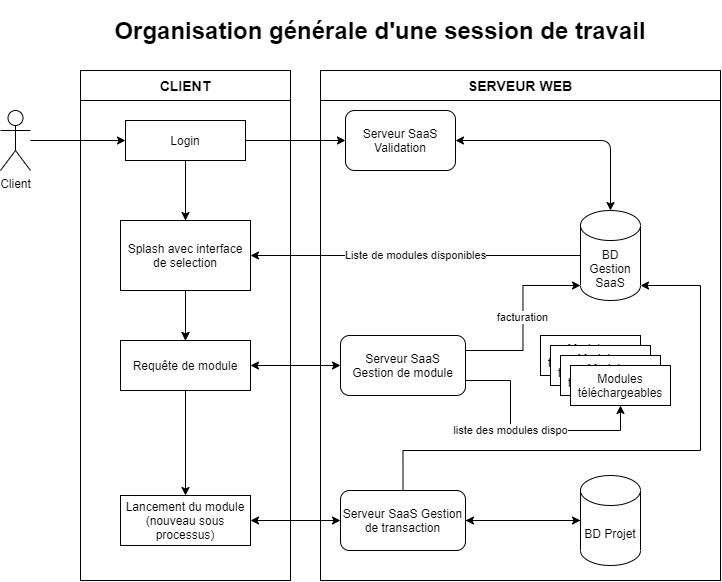 Organisation générale d'une session de travail
CLIENT
SERVEUR WEB
Client
Login
Serveur SaaS
Validation
Splash avec interface
de selection
Liste de modules disponibles
BD
Gestion
SaaS
facturation
Requête de module
Serveur SaaS
Gestion de module
Modules
téléchargeables
liste des modules dispo
Lancement du module
(nouveau sous
processus)
Serveur SaaS Gestion
de transaction
BD Projet